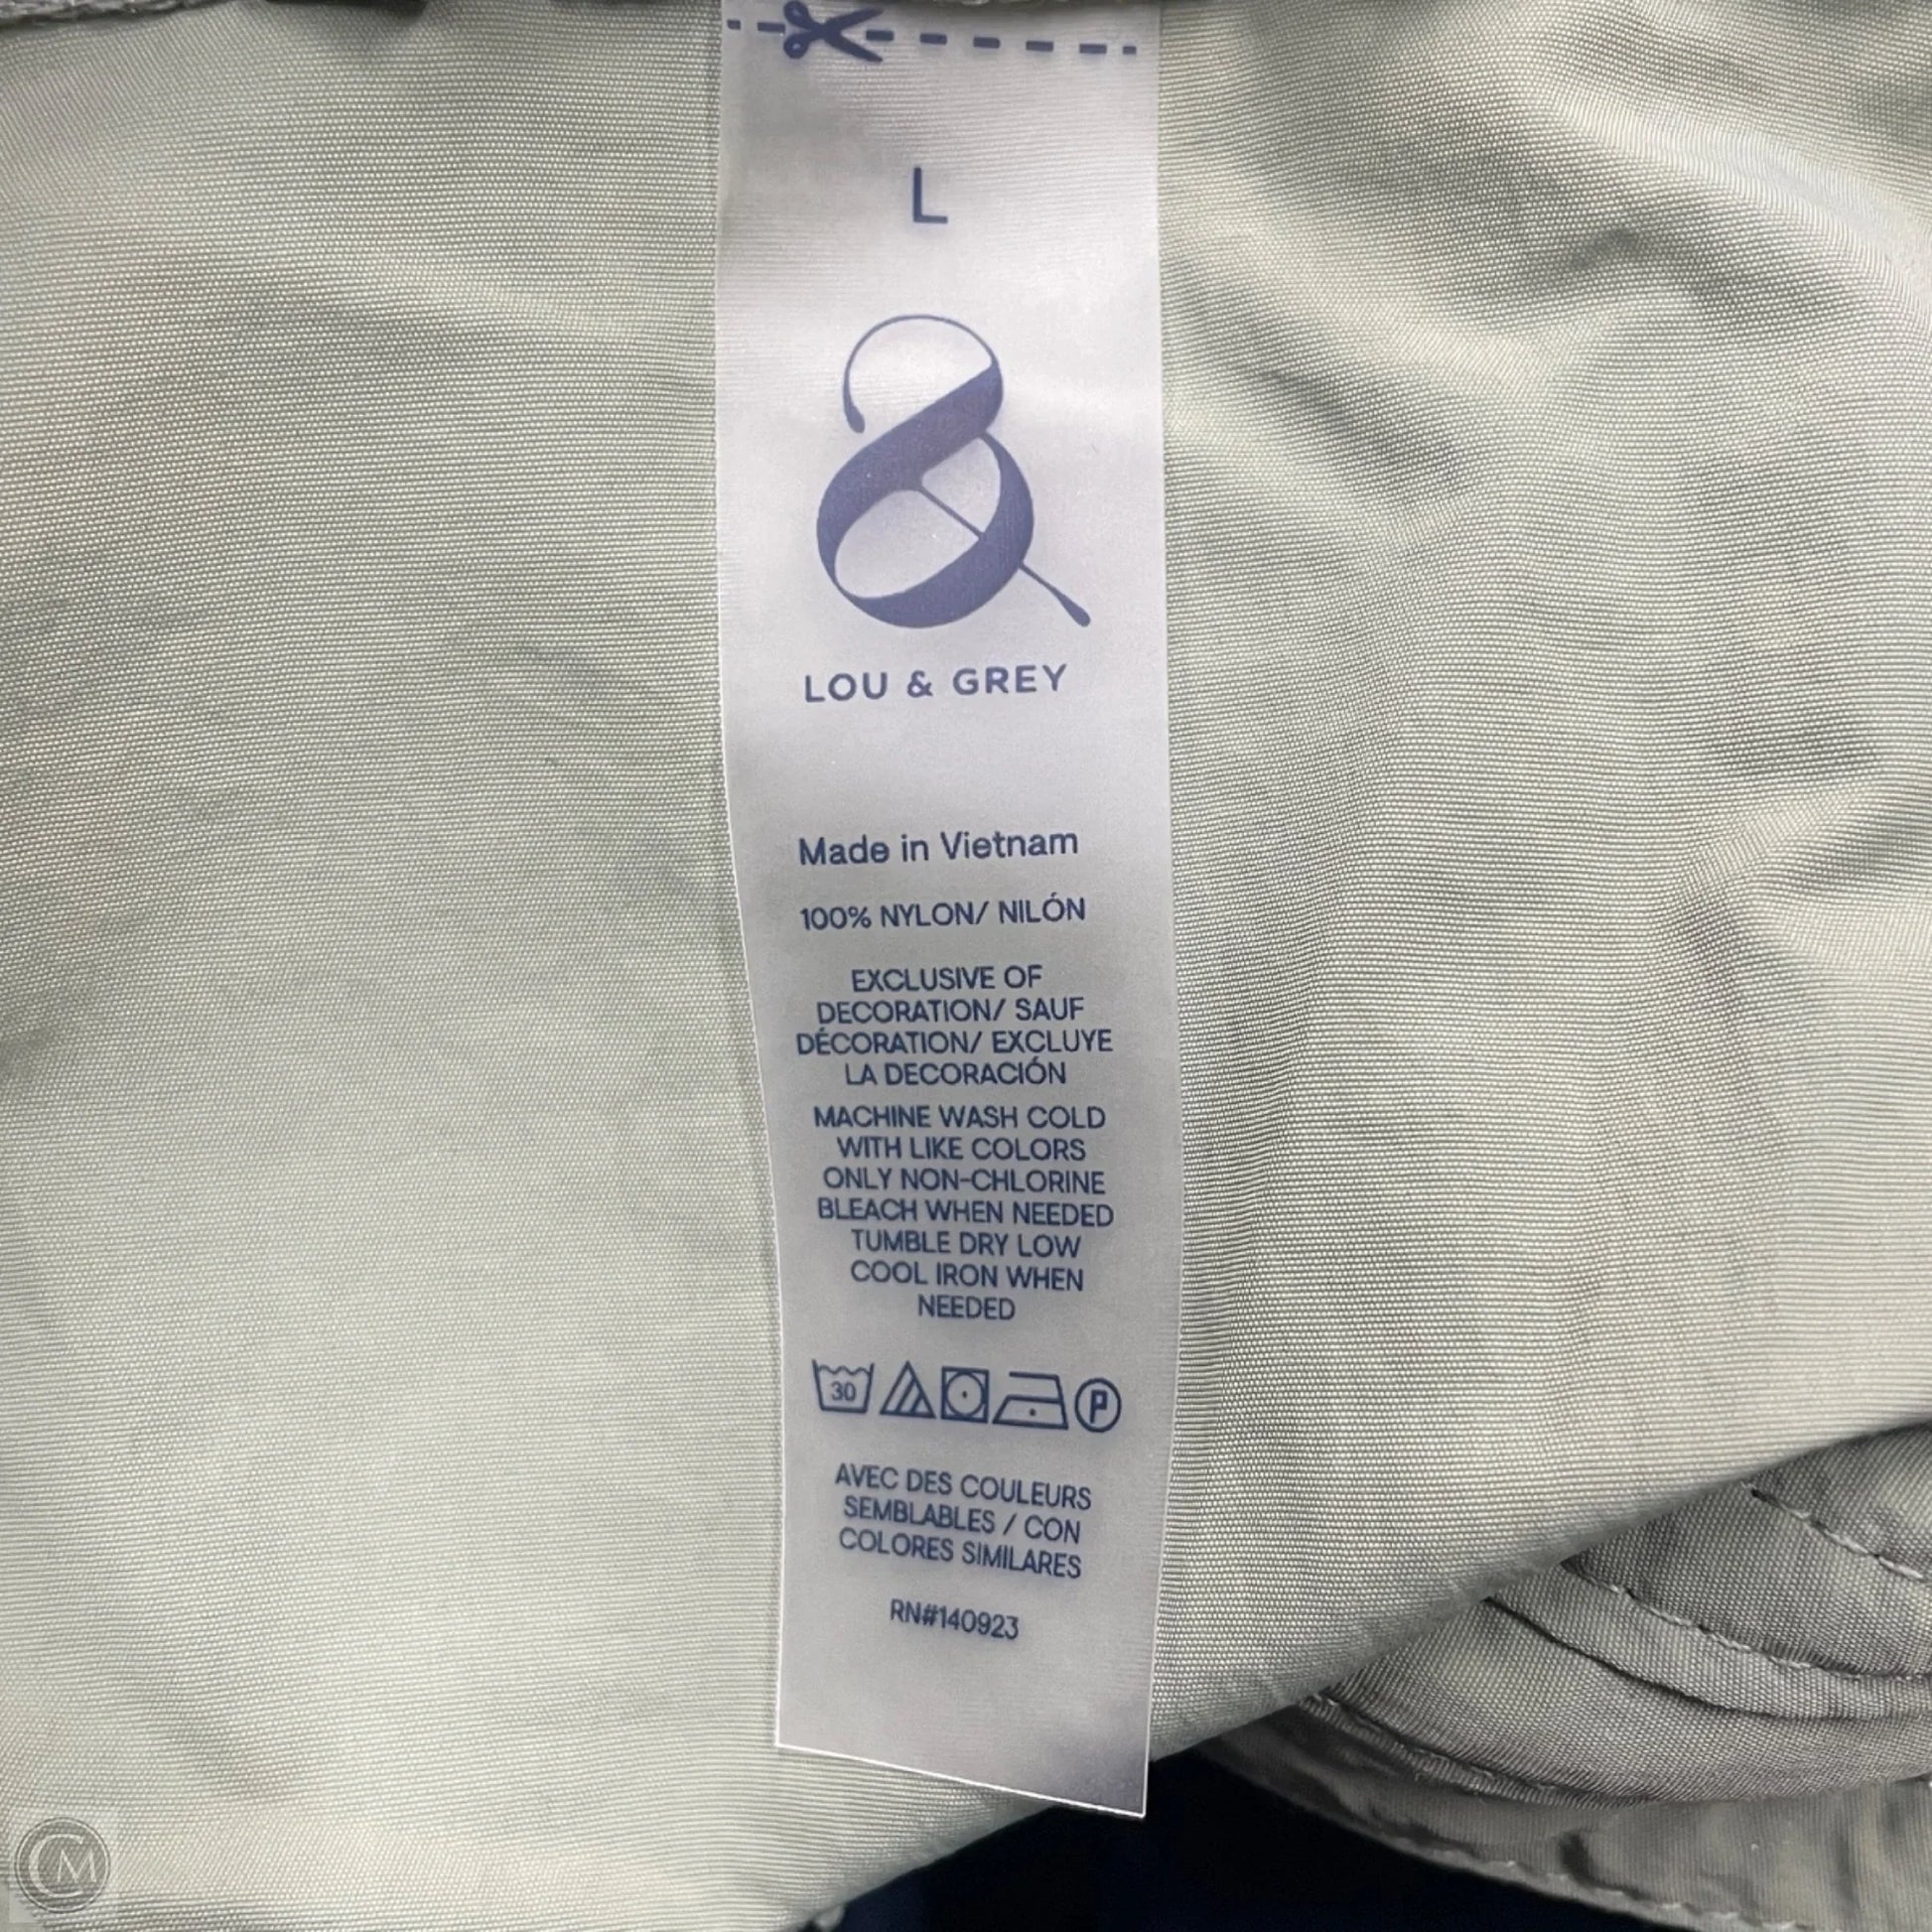 L
&
LOU & GREY
Made in Vietnam
100% NYLON/ NILÓN
EXCLUSIVE OF
DECORATION/ SAUF
DÉCORATION/ EXCLUYE
LA DECORACIÓN
MACHINE WASH COLD
WITH LIKE COLORS
ONLY NON-CHLORINE
BLEACH WHEN NEEDED
TUMBLE DRY LOW
COOL IRON WHEN
NEEDED
30 P
AVEC DES COULEURS
SEMBLABLES / CON
COLORES SIMILARES
RN#140923
CM